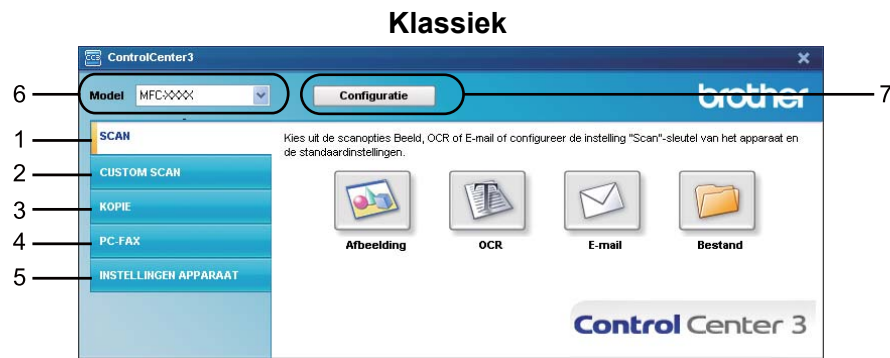 Klassiek
ControlCenter3
6 Model MFC-XXXX Configuratie brother 7
1 SCAN
2 CUSTOM SCAN
3 KOPIE
4 PC-FAX
5 INSTELLINGEN APPARAAT
Kies uit de scanopties Beeld, OCR of E-mail of configureer de instelling "Scan"-sleutel van het apparaat en
de standaardinstellingen.
Afbeelding OCR E-mail Bestand
Control Center 3